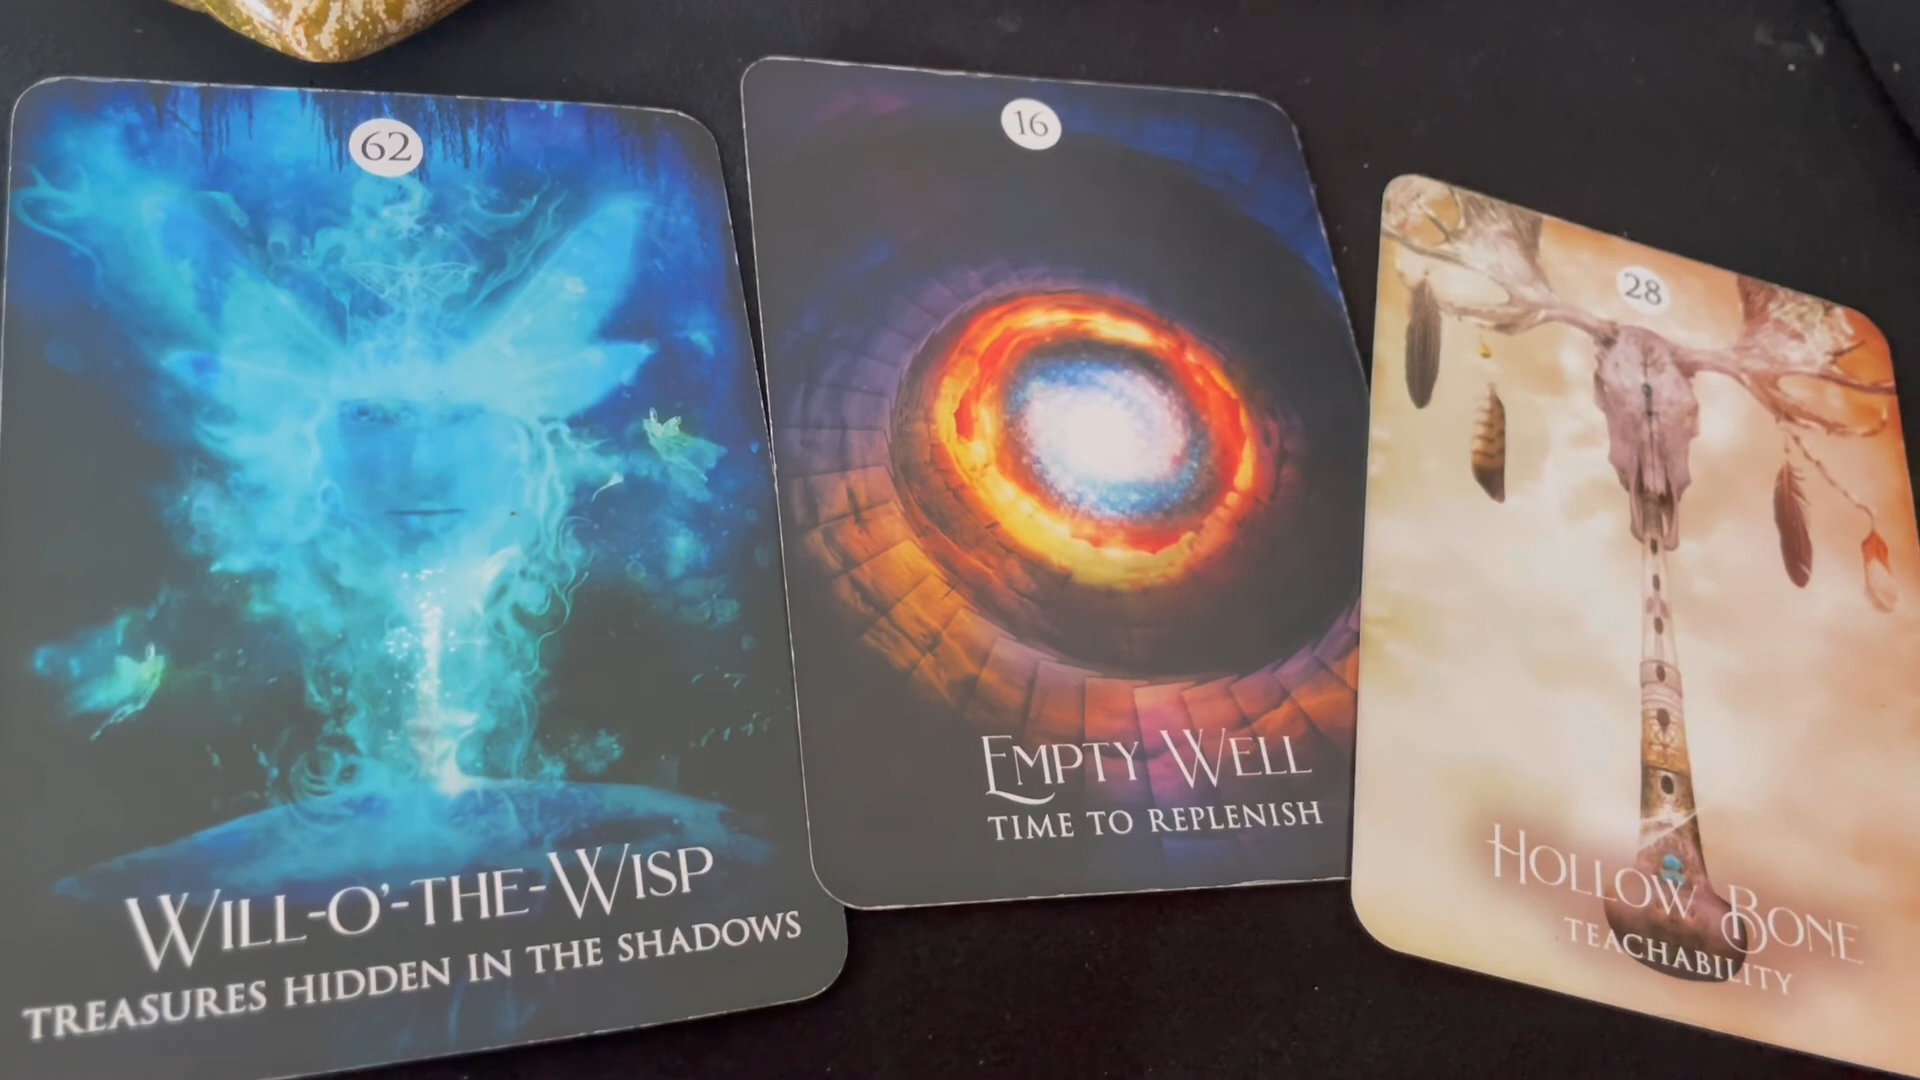 62
WILL-O'-THE-WISP
TREASURES HIDDEN IN THE SHADOWS
16
EMPTY WELL
TIME TO REPLENISH
28
HOLLOW BONE
TEACHABILITY